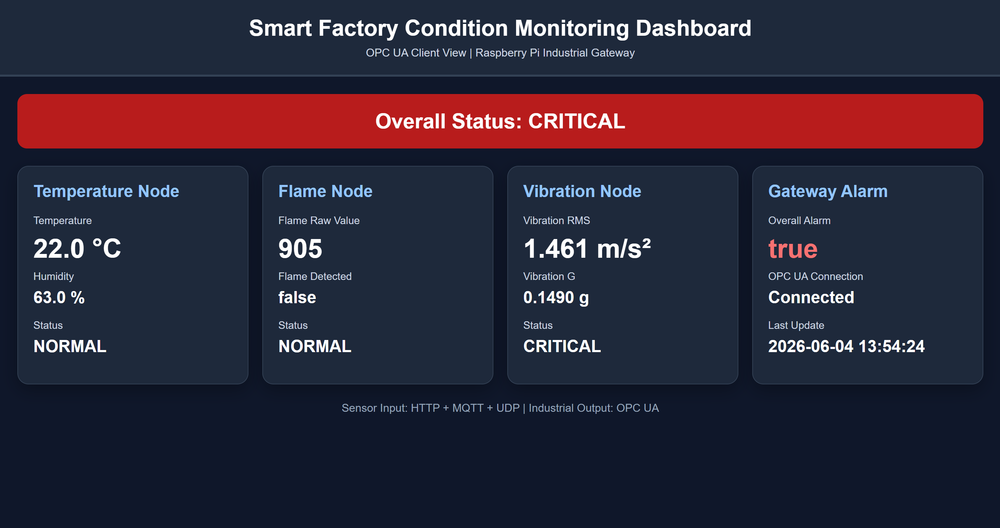 Smart Factory Condition Monitoring Dashboard
OPC UA Client View | Raspberry Pi Industrial Gateway
Overall Status: CRITICAL
Temperature Node
Temperature
22.0 °C
Humidity
63.0 %
Status
NORMAL
Flame Node
Flame Raw Value
905
Flame Detected
false
Status
NORMAL
Vibration Node
Vibration RMS
1.461 m/s²
Vibration G
0.1490 g
Status
CRITICAL
Gateway Alarm
Overall Alarm
true
OPC UA Connection
Connected
Last Update
2026-06-04 13:54:24
Sensor Input: HTTP + MQTT + UDP | Industrial Output: OPC UA